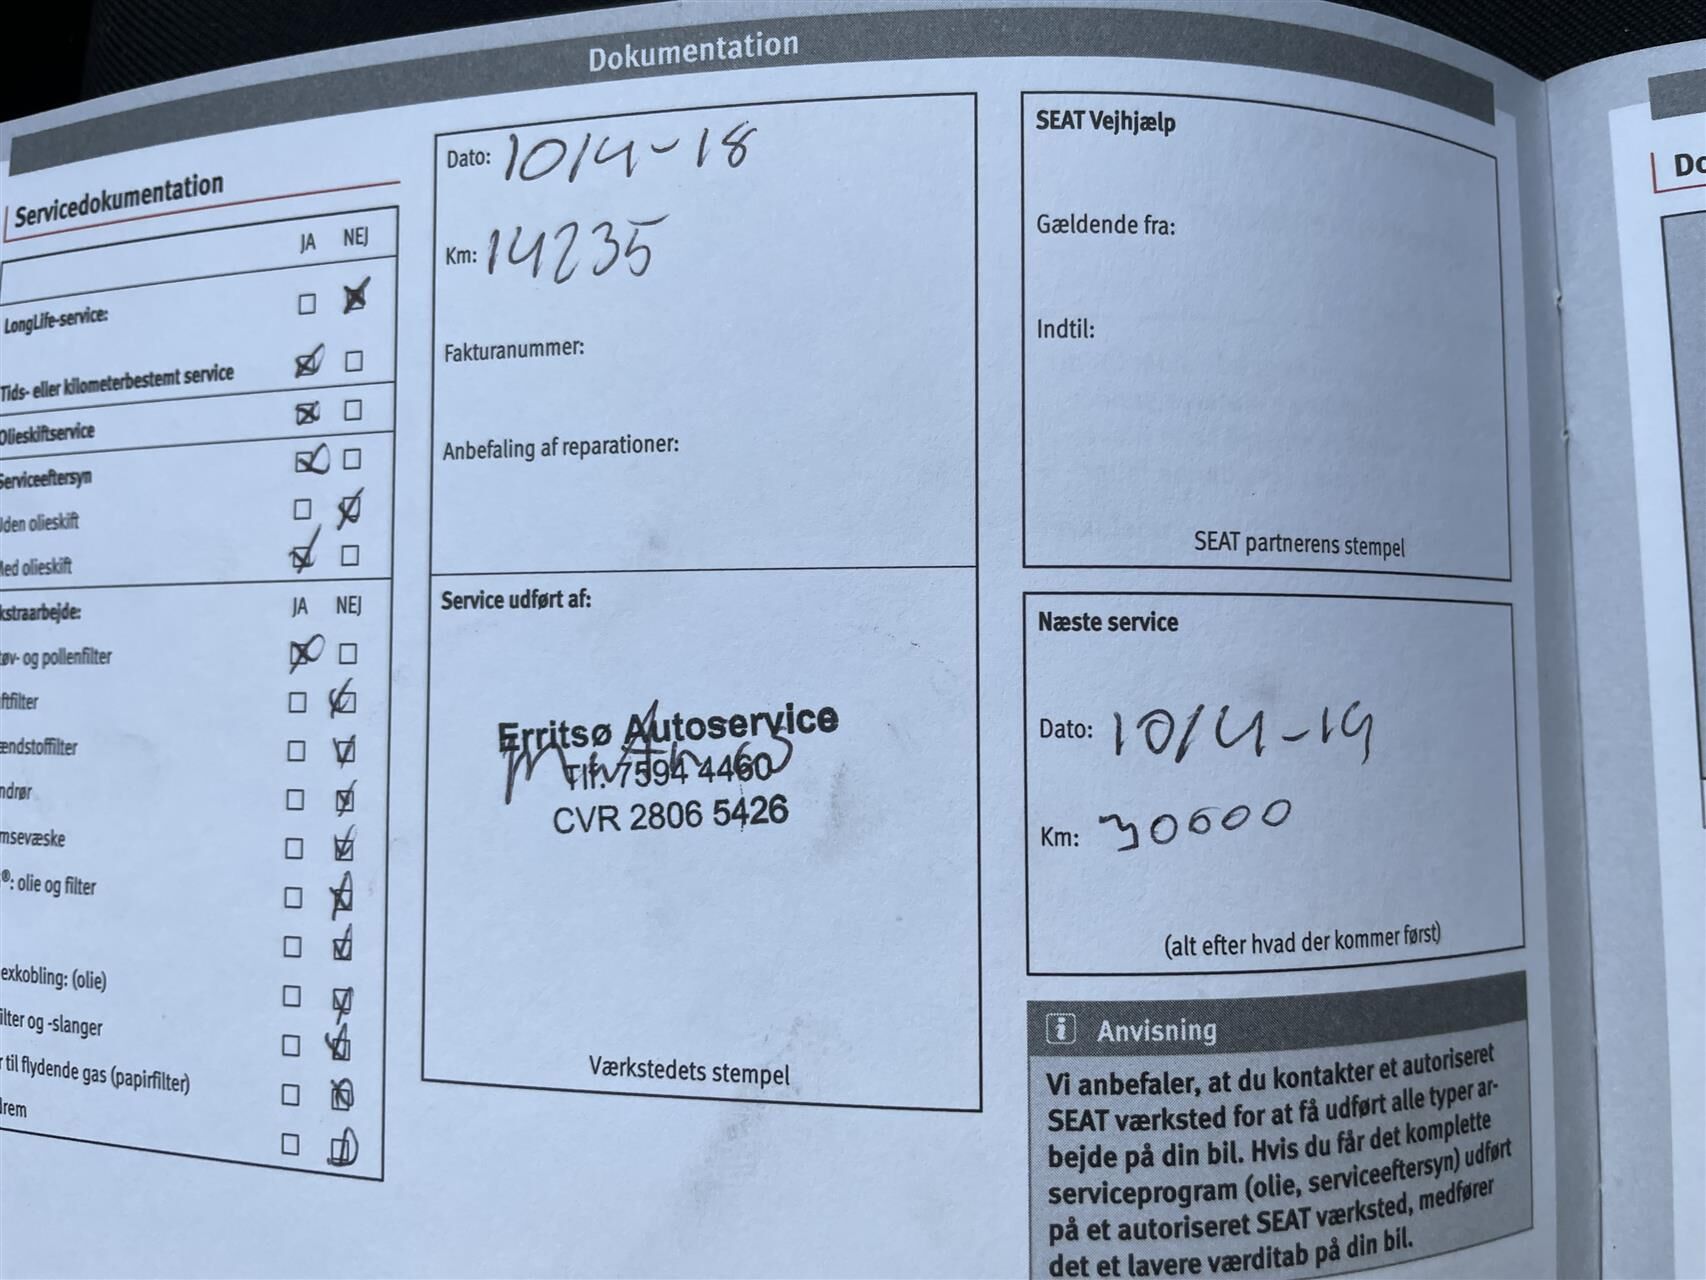 Dokumentation
Servicedokumentation
JA NEJ
LongLife-service:
Tids- eller kilometerbestemt service
Olieskiftservice
Serviceeftersyn
Uden olieskift
Med olieskift
kstraarbejde:
JA NEJ
tøv- og pollenfilter
ftfilter
ændstoffilter
ndrør
msevæske
®: olie og filter
exkobling: (olie)
ilter og -slanger
r til flydende gas (papirfilter)
drem
Dato: 10/4-18
Km: 14235
Fakturanummer:
Anbefaling af reparationer:
Service udført af:
Erritsø Autoservice
Tlf. 7594 4460
CVR 2806 5426
Værkstedets stempel
SEAT Vejhjælp
Gældende fra:
Indtil:
SEAT partnerens stempel
Næste service
Dato: 10/4-19
Km: 30000
(alt efter hvad der kommer først)
i Anvisning
Vi anbefaler, at du kontakter et autoriseret
SEAT værksted for at få udført alle typer ar-
bejde på din bil. Hvis du får det komplette
serviceprogram (olie, serviceeftersyn) udført
på et autoriseret SEAT værksted, medfører
det et lavere værditab på din bil.
Do